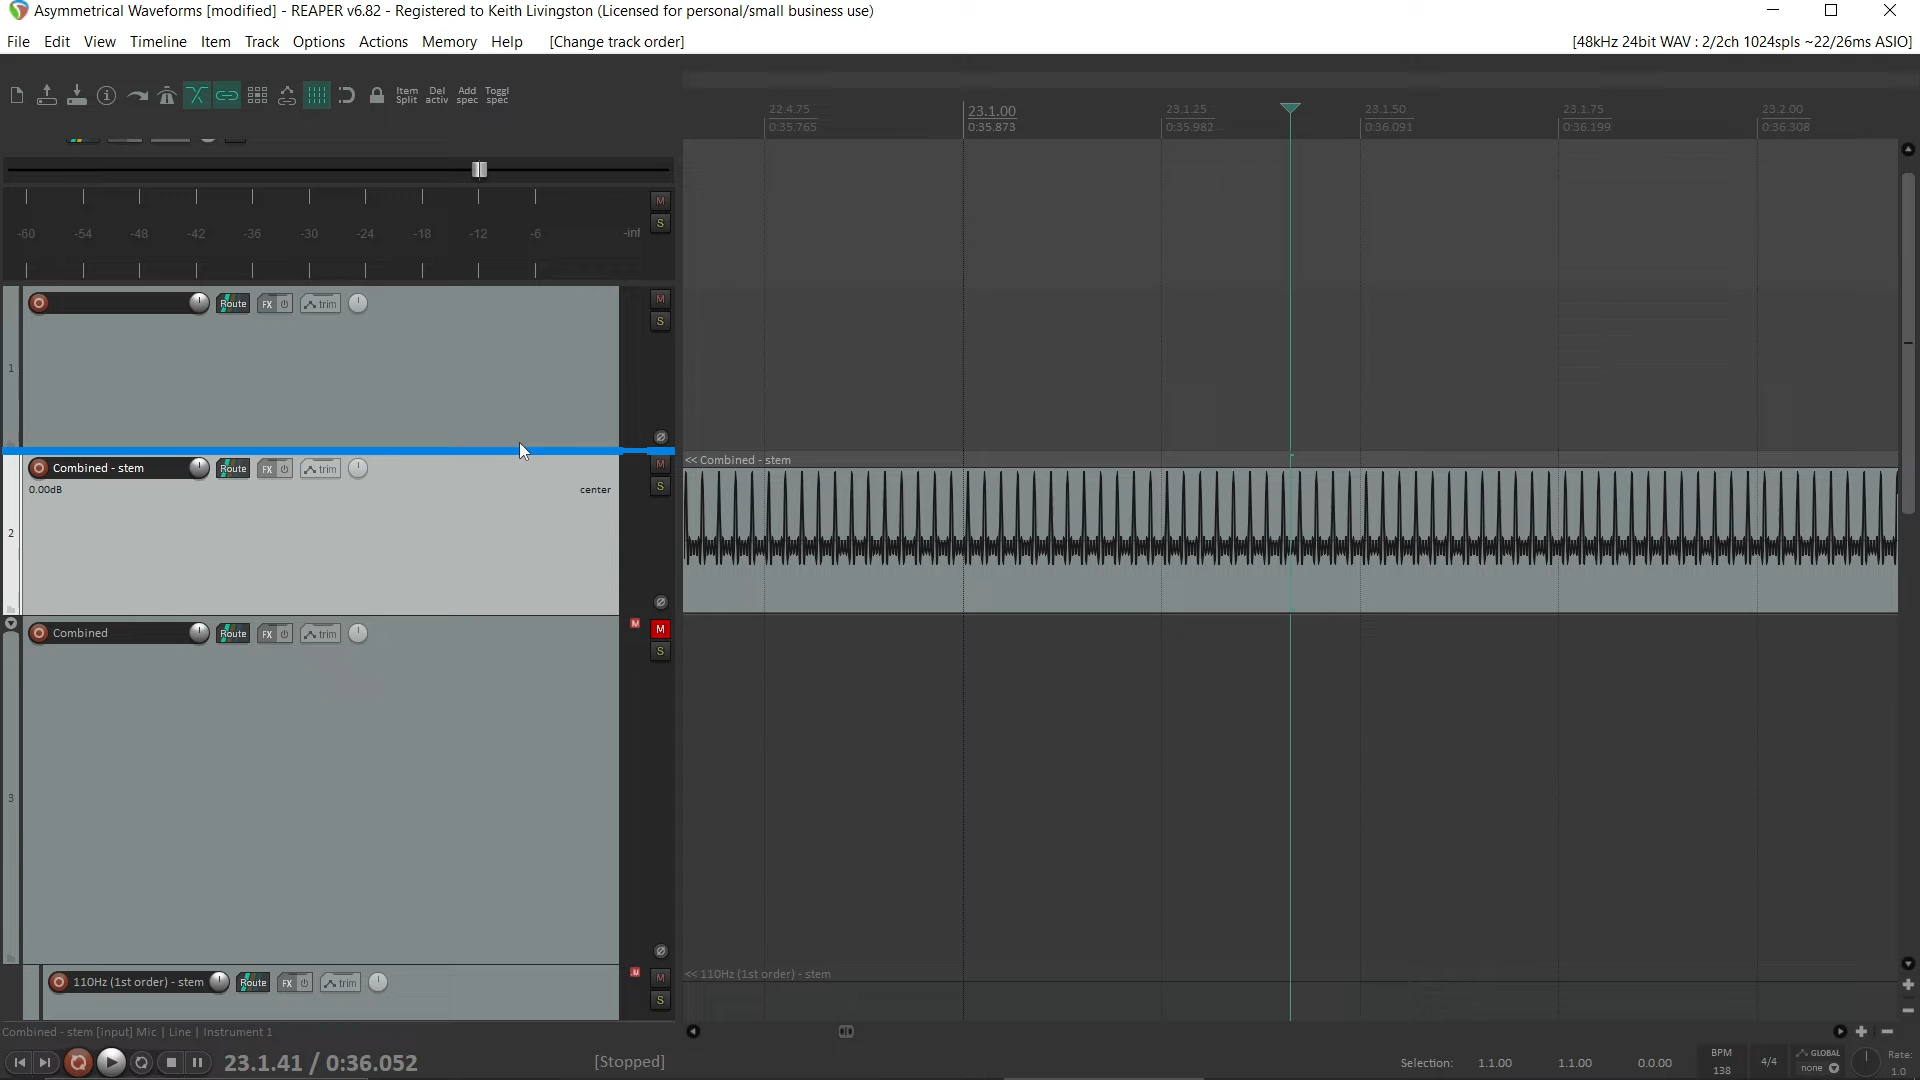 Asymmetrical Waveforms [modified] - REAPER v6.82 - Registered to Keith Livingston (Licensed for personal/small business use)
File Edit View Timeline Item Track Options Actions Memory Help [Change track order] [48kHz 24bit WAV : 2/2ch 1024spls ~22/26ms ASIO]
Item Split Del activ Add spec Toggl spec
22.4.75 23.1.00 23.1.25 23.1.50 23.1.75 23.2.00
0:35.765 0:35.873 0:35.982 0:36.091 0:36.199 0:36.308
M
S
-60 -54 -48 -42 -36 -30 -24 -18 -12 -6 -inf
Route FX trim M
S
1
<< Combined - stem
Combined - stem Route FX trim M
0.00dB center S
2
Combined Route FX trim M M
S
3
110Hz (1st order) - stem Route FX trim M M
S
<< 110Hz (1st order) - stem
Combined - stem [input] Mic | Line | Instrument 1
23.1.41 / 0:36.052 [Stopped] Selection: 1.1.00 1.1.00 0.0.00 BPM 138 4/4 GLOBAL none Rate: 1.0